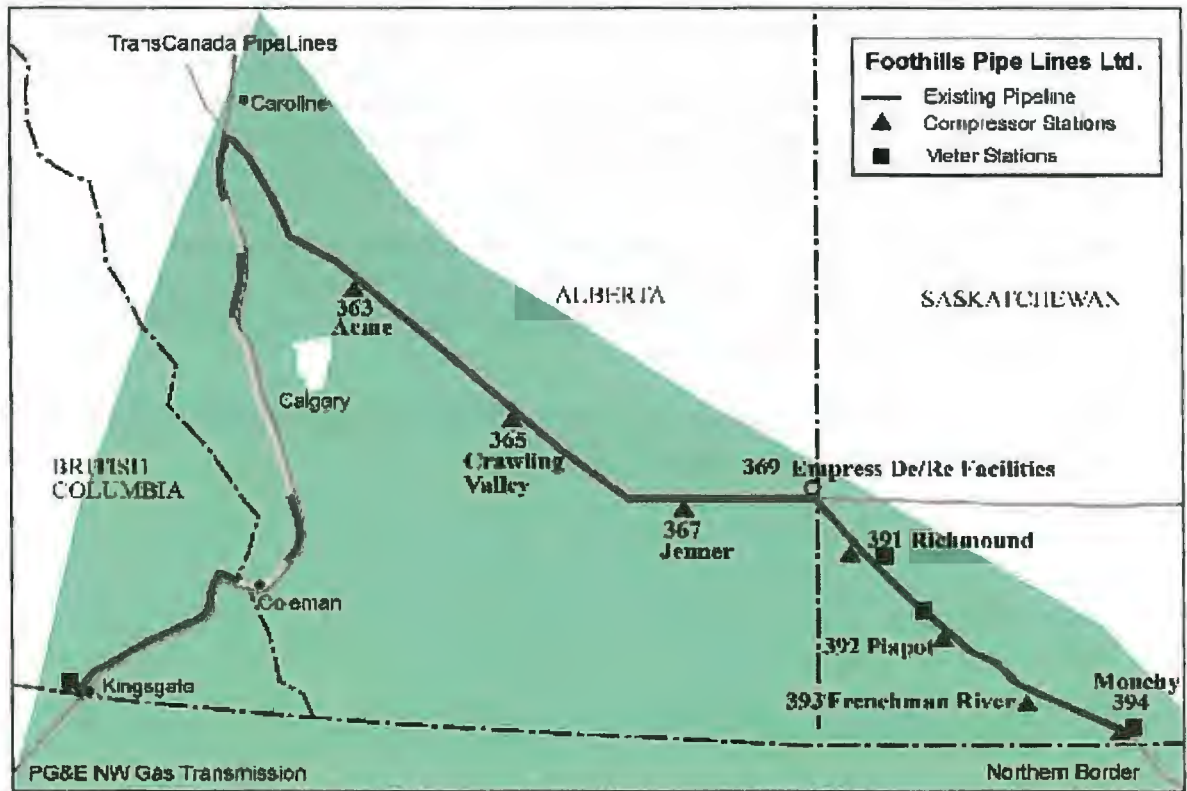 TransCanada PipeLines
Caroline
Foothills Pipe Lines Ltd.
Existing Pipeline
Compressor Stations
Meter Stations
ALBERTA
SASKATCHEWAN
363
Acme
Calgary
365
Crawling
Valley
BRITISH
COLUMBIA
369 Empress De/Re Facilities
367
Jenner
391 Richmound
Coleman
392 Piapot
Kingsgate
393 Frenchman River
Monchy
394
PG&E NW Gas Transmission
Northern Border